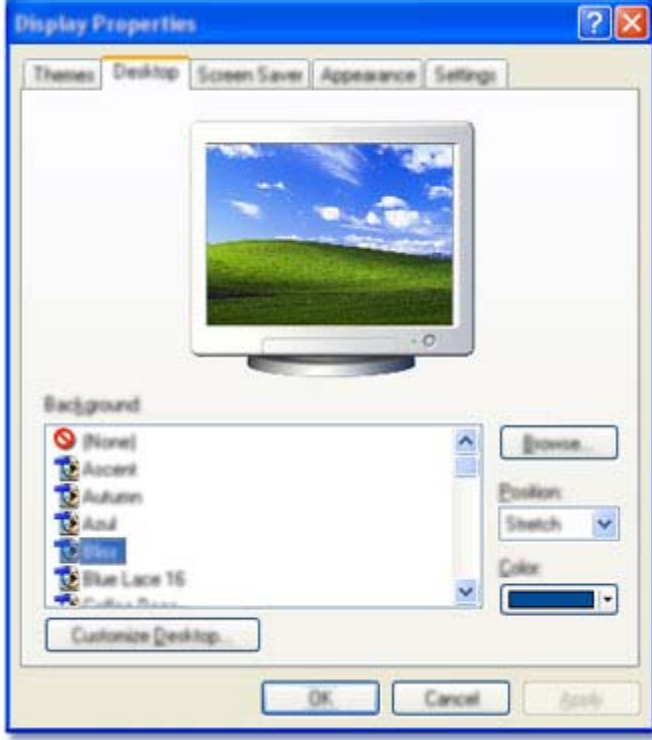 Display Properties
Themes Desktop Screen Saver Appearance Settings
Background
(None)
Ascent
Autumn
Azul
Bliss
Blue Lace 16
Browse...
Position:
Stretch
Color:
Customize Desktop...
OK Cancel Apply